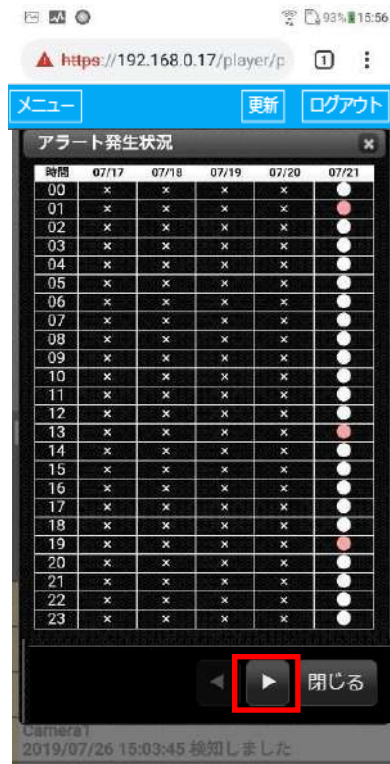 93% 15:56
https://192.168.0.17/player/p 1
メニュー 更新 ログアウト
アラート発生状況
時間 07/17 07/18 07/19 07/20 07/21
00 × × × ×
01 × × × ×
02 × × × ×
03 × × × ×
04 × × × ×
05 × × × ×
06 × × × ×
07 × × × ×
08 × × × ×
09 × × × ×
10 × × × ×
11 × × × ×
12 × × × ×
13 × × × ×
14 × × × ×
15 × × × ×
16 × × × ×
17 × × × ×
18 × × × ×
19 × × × ×
20 × × × ×
21 × × × ×
22 × × × ×
23 × × × ×
閉じる
Camera1
2019/07/26 15:03:45 検知しました